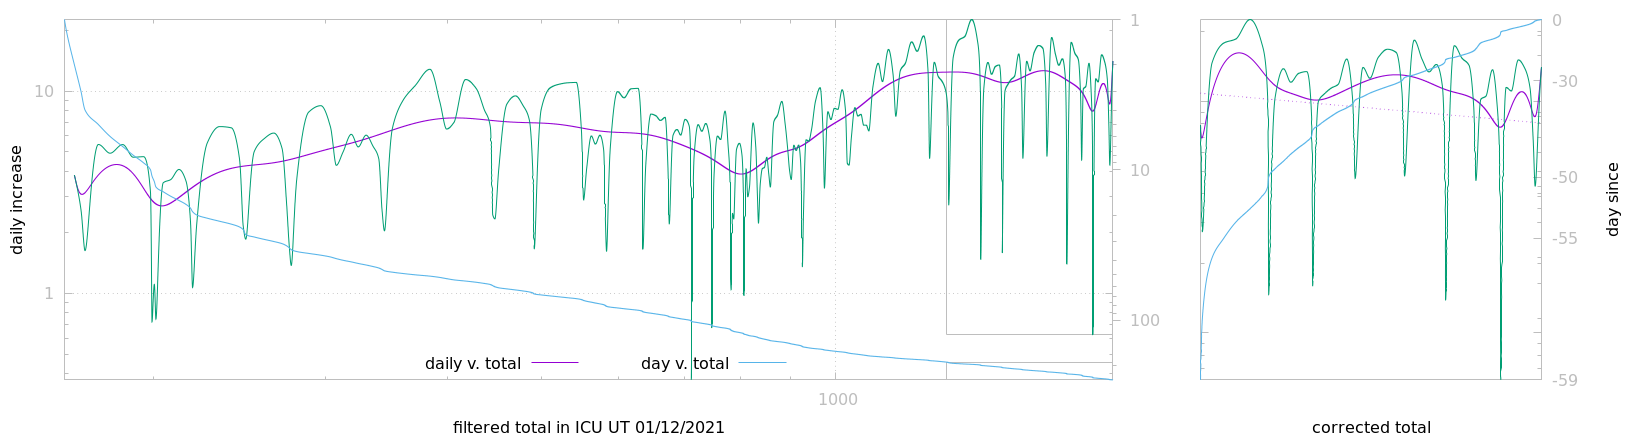 daily increase
10
1
daily v. total
day v. total
1000
1
10
100
filtered total in ICU UT 01/12/2021
0
-30
-50
-55
-59
day since
corrected total